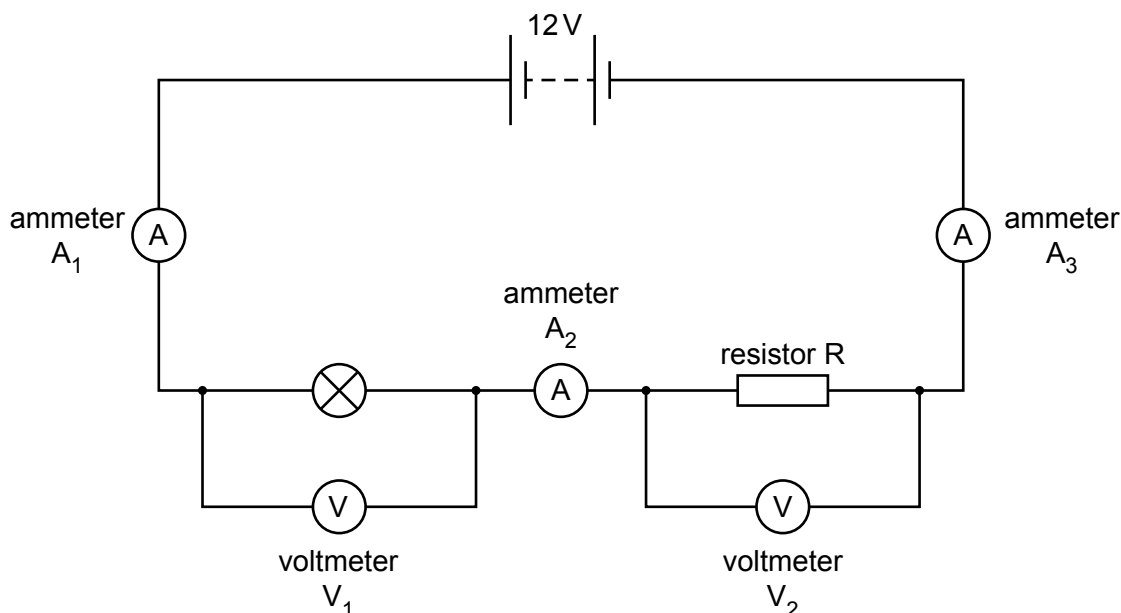 12 V
ammeter
A1
A
A
ammeter
A3
ammeter
A2
resistor R
A
V
V
voltmeter
V1
voltmeter
V2